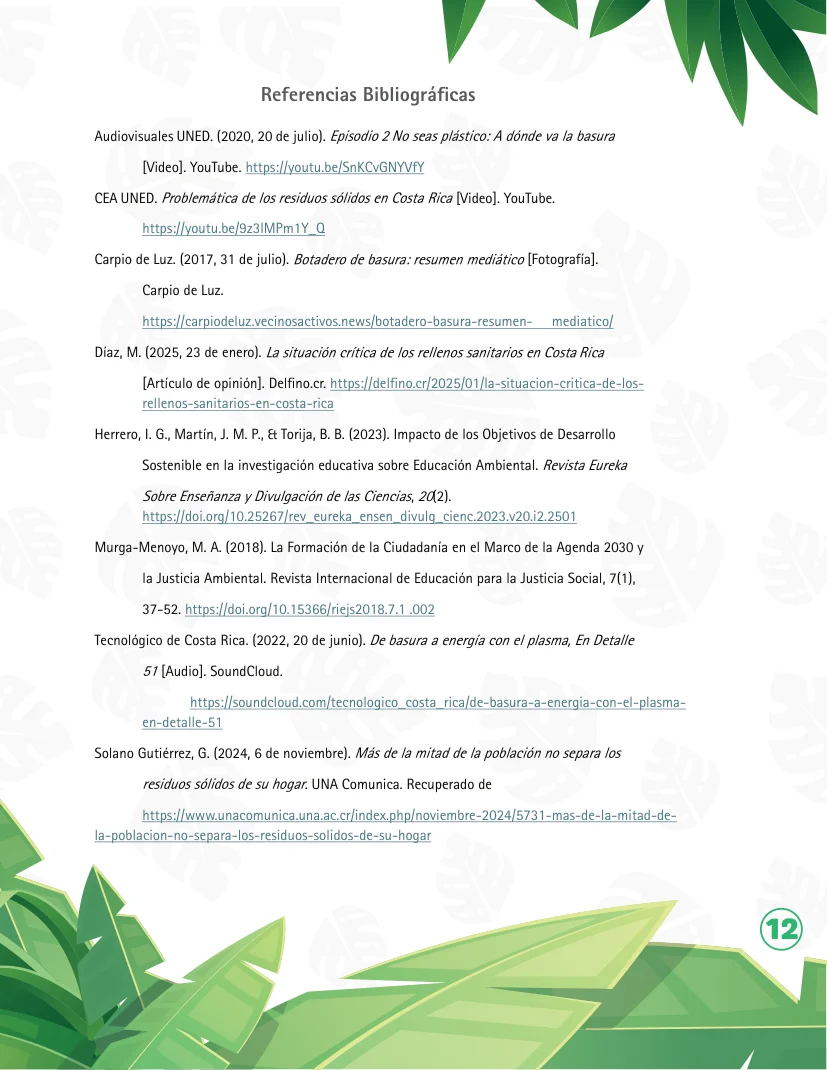 Referencias Bibliográficas
Audiovisuales UNED. (2020, 20 de julio). Episodio 2 No seas plástico: A dónde va la basura
[Video]. YouTube. https://youtu.be/SnKCvGNYVfY
CEA UNED. Problemática de los residuos sólidos en Costa Rica [Video]. YouTube.
https://youtu.be/9z3lMPm1Y_Q
Carpio de Luz. (2017, 31 de julio). Botadero de basura: resumen mediático [Fotografía].
Carpio de Luz.
https://carpiodeluz.vecinosactivos.news/botadero-basura-resumen- mediatico/
Díaz, M. (2025, 23 de enero). La situación crítica de los rellenos sanitarios en Costa Rica
[Artículo de opinión]. Delfino.cr. https://delfino.cr/2025/01/la-situacion-critica-de-los-
rellenos-sanitarios-en-costa-rica
Herrero, I. G., Martín, J. M. P., & Torija, B. B. (2023). Impacto de los Objetivos de Desarrollo
Sostenible en la investigación educativa sobre Educación Ambiental. Revista Eureka
Sobre Enseñanza y Divulgación de las Ciencias, 20(2).
https://doi.org/10.25267/rev_eureka_ensen_divulg_cienc.2023.v20.i2.2501
Murga-Menoyo, M. A. (2018). La Formación de la Ciudadanía en el Marco de la Agenda 2030 y
la Justicia Ambiental. Revista Internacional de Educación para la Justicia Social, 7(1),
37-52. https://doi.org/10.15366/riejs2018.7.1 .002
Tecnológico de Costa Rica. (2022, 20 de junio). De basura a energía con el plasma, En Detalle
51 [Audio]. SoundCloud.
https://soundcloud.com/tecnologico_costa_rica/de-basura-a-energia-con-el-plasma-
en-detalle-51
Solano Gutiérrez, G. (2024, 6 de noviembre). Más de la mitad de la población no separa los
residuos sólidos de su hogar. UNA Comunica. Recuperado de
https://www.unacomunica.una.ac.cr/index.php/noviembre-2024/5731-mas-de-la-mitad-de-
la-poblacion-no-separa-los-residuos-solidos-de-su-hogar
12